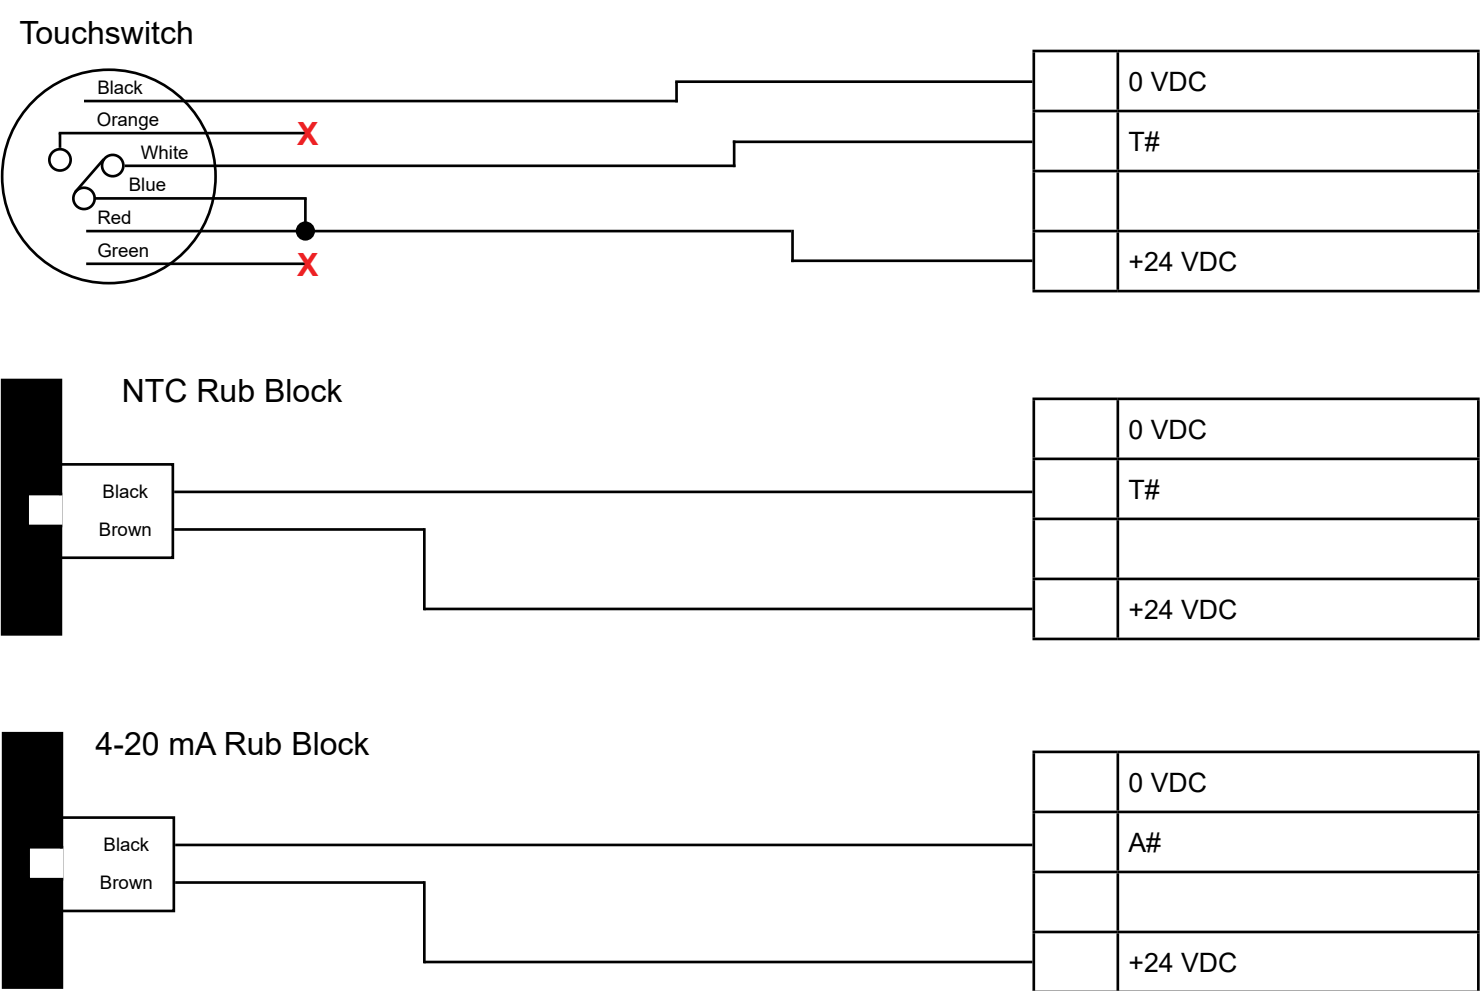 Touchswitch
Black
Orange
X
White
Blue
Red
Green
X
0 VDC
T#
+24 VDC
NTC Rub Block
Black
Brown
0 VDC
T#
+24 VDC
4-20 mA Rub Block
Black
Brown
0 VDC
A#
+24 VDC